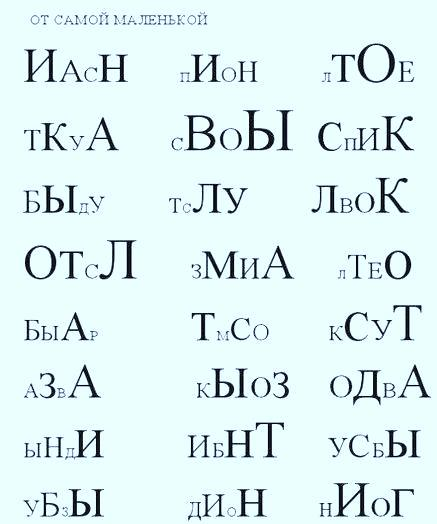 ОТ САМОЙ МАЛЕНЬКОЙ
ИАСН ПИОН ЛТОЕ
ТКУА СВОЫ СПИК
БЫДУ ТСЛУ ЛВОК
ОТСЛ ЗМИА ЛТЕО
БЫАР ТМСО КСУТ
АЗВА КЫОЗ ОДВА
ЫНДИ ИБНТ УСБЫ
УБЗЫ ДИОН НИОГ